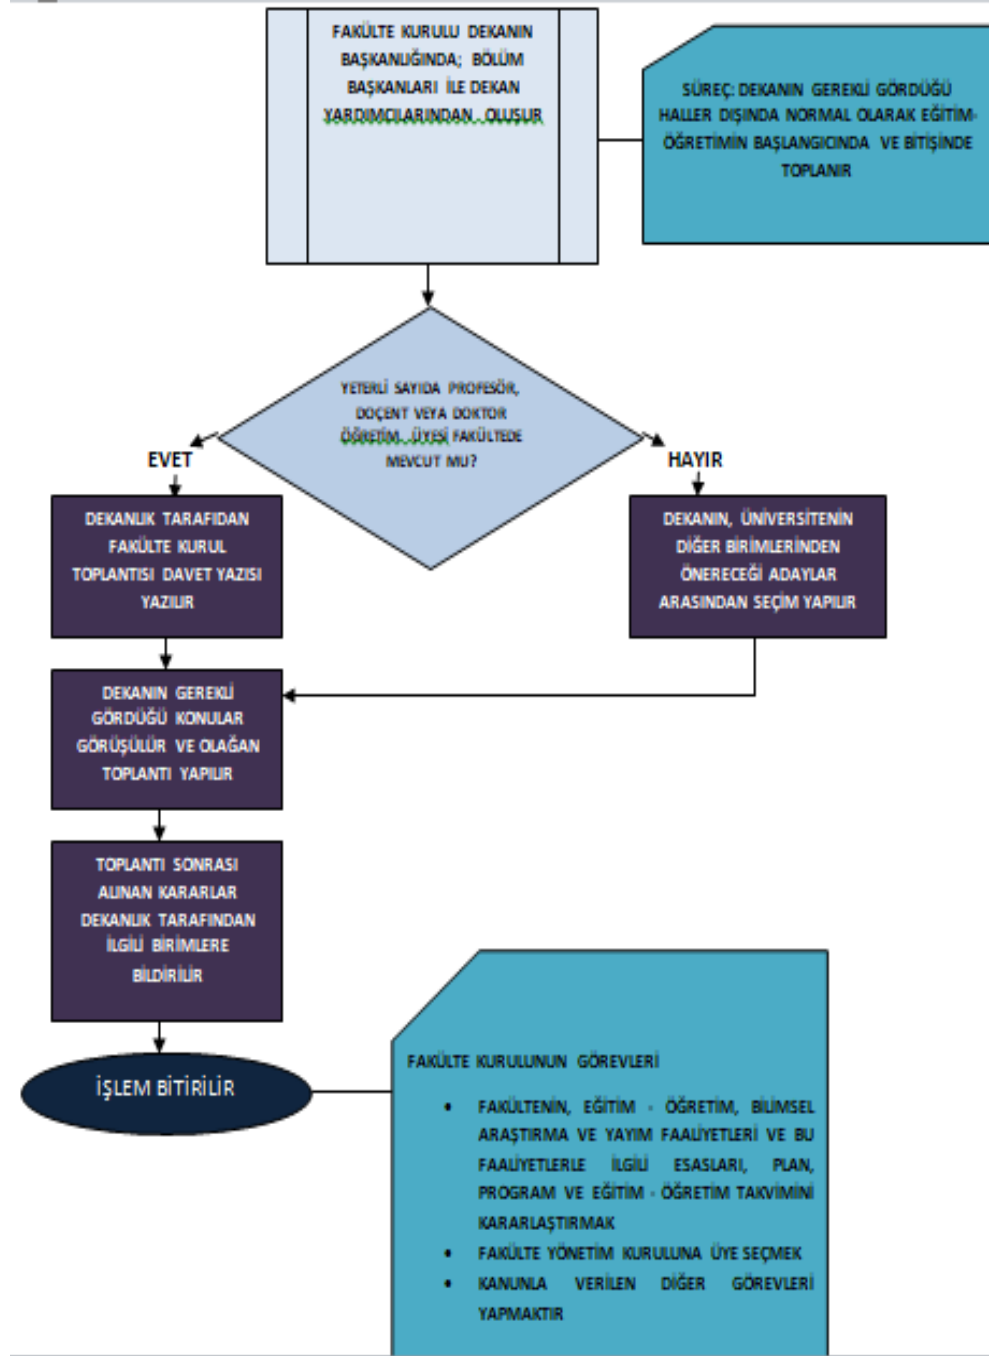 FAKÜLTE KURULU DEKANIN
BAŞKANLIĞINDA; BÖLÜM
BAŞKANLARI İLE DEKAN
YARDIMCILARINDAN OLUŞUR
SÜREÇ: DEKANIN GEREKLİ GÖRDÜĞÜ
HALLER DIŞINDA NORMAL OLARAK EĞİTİM-
ÖĞRETİMİN BAŞLANGICINDA VE BİTİŞİNDE
TOPLANIR
YETERLİ SAYIDA PROFESÖR,
DOÇENT VEYA DOKTOR
ÖĞRETİM ÜYESİ FAKÜLTEDE
MEVCUT MU?
EVET
HAYIR
DEKANLIK TARAFIDAN
FAKÜLTE KURUL
TOPLANTISI DAVET YAZISI
YAZILIR
DEKANIN, ÜNİVERSİTENİN
DİĞER BİRİMLERİNDEN
ÖNERECEĞİ ADAYLAR
ARASINDAN SEÇİM YAPILIR
DEKANIN GEREKLİ
GÖRDÜĞÜ KONULAR
GÖRÜŞÜLÜR VE OLAĞAN
TOPLANTI YAPILIR
TOPLANTI SONRASI
ALINAN KARARLAR
DEKANLIK TARAFINDAN
İLGİLİ BİRİMLERE
BİLDİRİLİR
İŞLEM BİTİRİLİR
FAKÜLTE KURULUNUN GÖREVLERİ
• FAKÜLTENİN, EĞİTİM - ÖĞRETİM, BİLİMSEL
ARAŞTIRMA VE YAYIM FAALİYETLERİ VE BU
FAALİYETLERLE İLGİLİ ESASLARI, PLAN,
PROGRAM VE EĞİTİM - ÖĞRETİM TAKVİMİNİ
KARARLAŞTIRMAK
• FAKÜLTE YÖNETİM KURULUNA ÜYE SEÇMEK
• KANUNLA VERİLEN DİĞER GÖREVLERİ
YAPMAKTIR